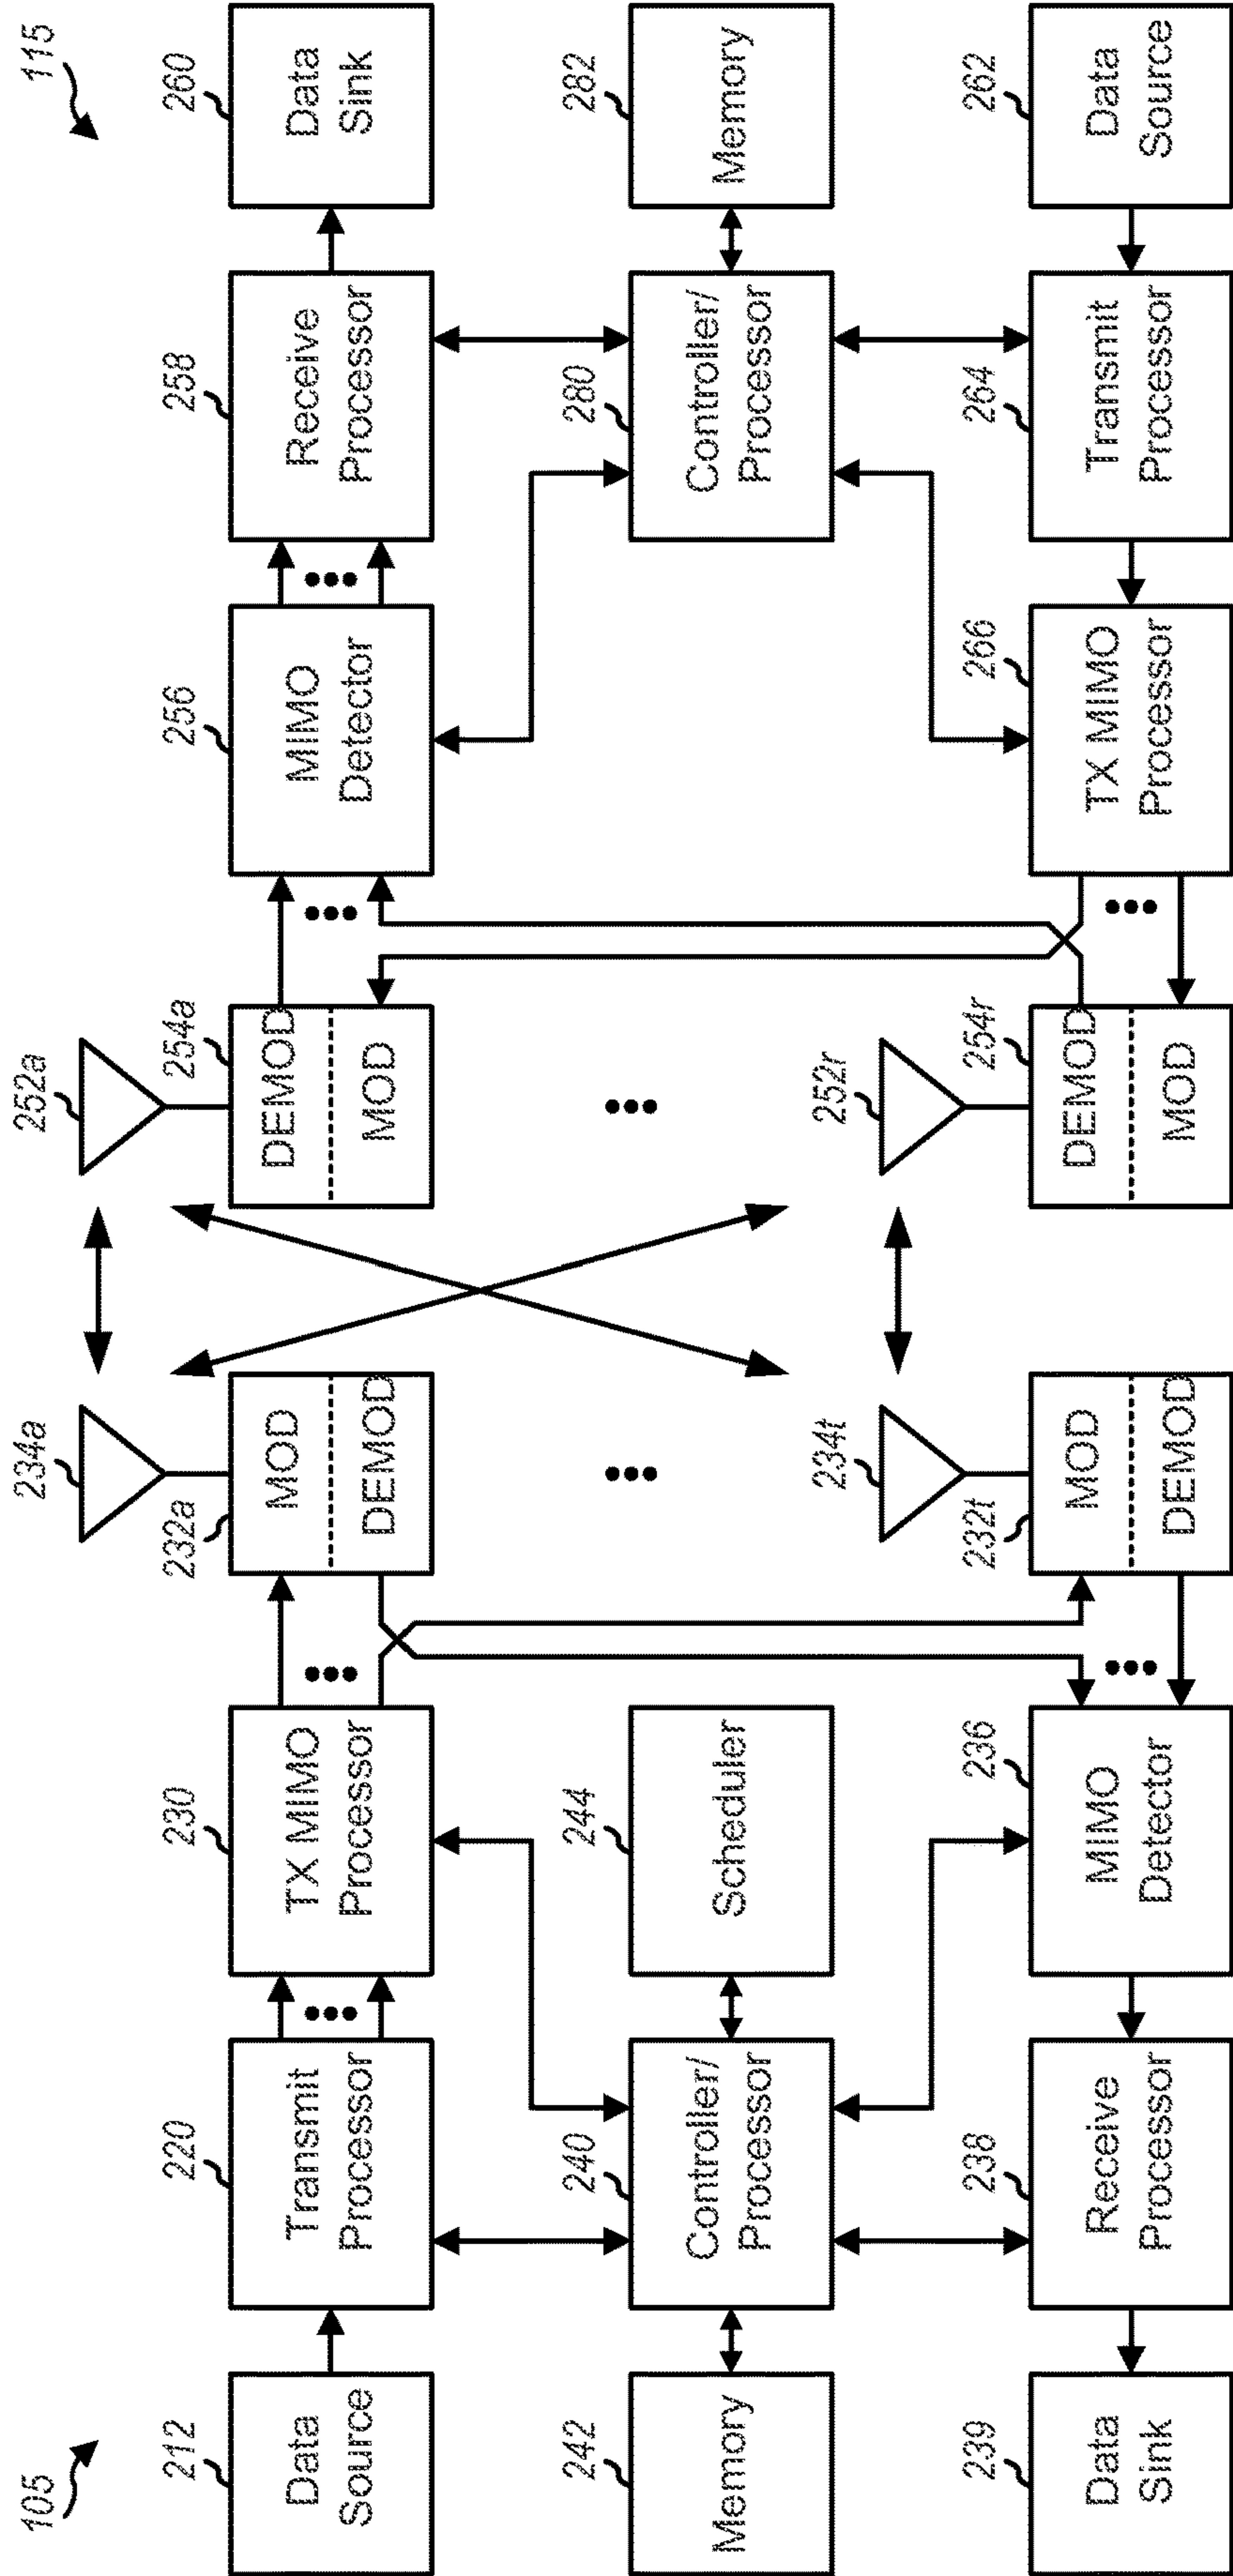 105
115
234a
252a
212
220
230
232a
254a
256
258
260
Data
Source
Transmit
Processor
TX MIMO
Processor
MOD
DEMOD
DEMOD
MOD
MIMO
Detector
Receive
Processor
Data
Sink
242
240
244
280
282
Memory
Controller/
Processor
Scheduler
Controller/
Processor
Memory
234t
252r
239
238
236
232t
254r
266
264
262
Data
Sink
Receive
Processor
MIMO
Detector
MOD
DEMOD
DEMOD
MOD
TX MIMO
Processor
Transmit
Processor
Data
Source